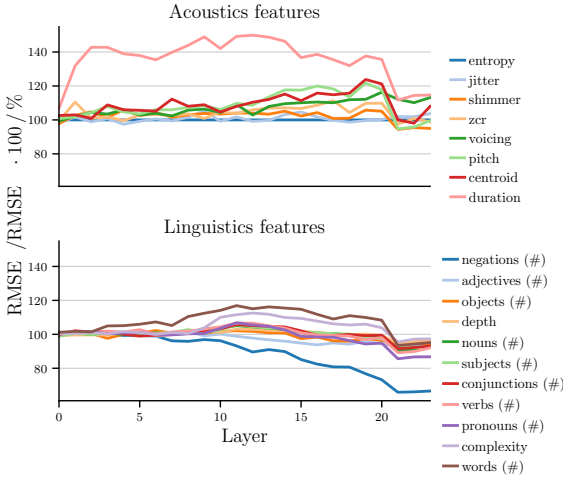 Acoustics features
140
120
100
80
entropy
jitter
shimmer
zcr
voicing
pitch
centroid
duration
RMSE /RMSE · 100 / %
Linguistics features
140
120
100
80
0
5
10
15
20
Layer
negations (#)
adjectives (#)
objects (#)
depth
nouns (#)
subjects (#)
conjunctions (#)
verbs (#)
pronouns (#)
complexity
words (#)